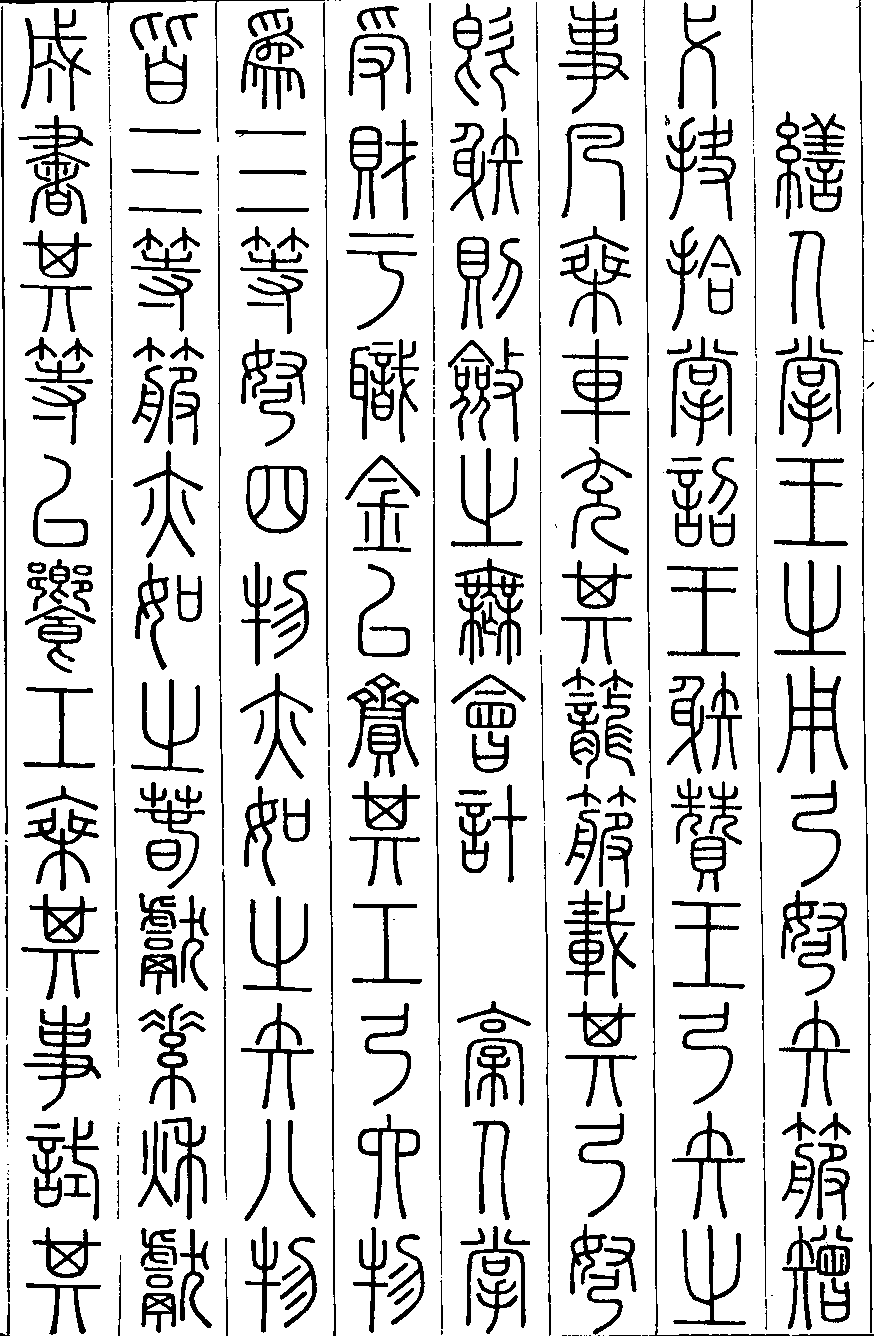 繕人掌王之用弓弩矢箙矰
弋抉拾掌詔王射贊王弓矢之
事凡乘車充其籠箙載其弓弩
既射則斂之無會計　槀人掌
受財于職金以齎其工弓六物
爲三等弩四物亦如之矢八物
皆三等箙亦如之春獻素秋獻
成書其等以饗工乘其事試其